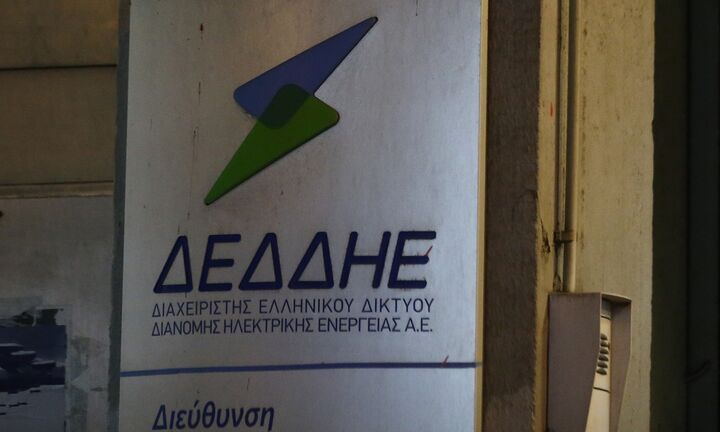 ΔΕΔΔΗΕ
ΔΙΑΧΕΙΡΙΣΤΗΣ ΕΛΛΗΝΙΚΟΥ ΔΙΚΤΥΟΥ
ΔΙΑΝΟΜΗΣ ΗΛΕΚΤΡΙΚΗΣ ΕΝΕΡΓΕΙΑΣ Α.Ε.
Διεύθυνση